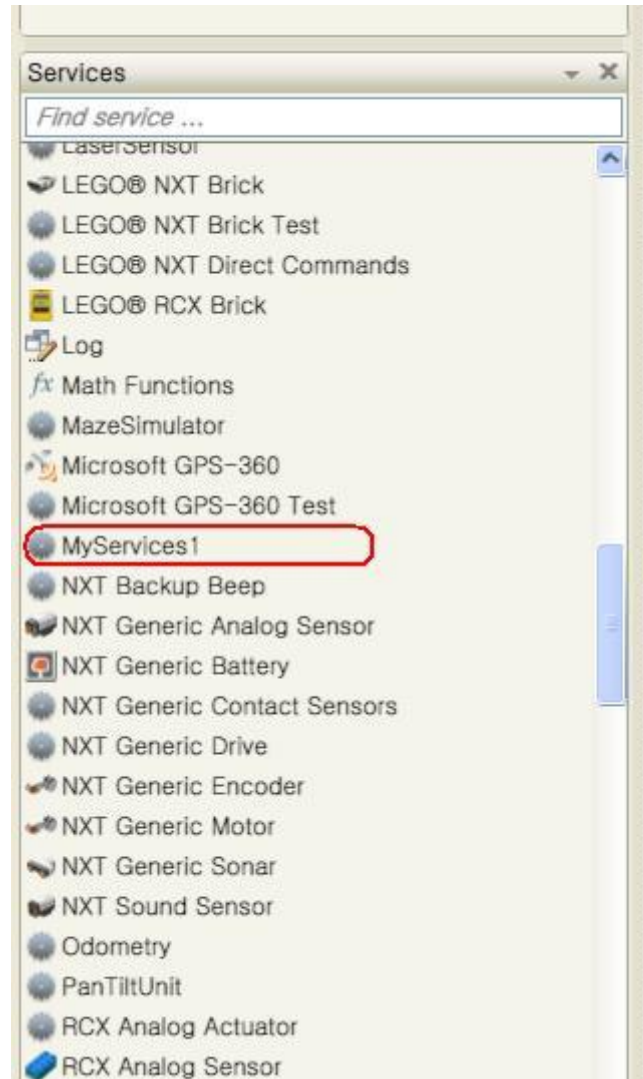 Services
Find service ...
LaserSensor
LEGO® NXT Brick
LEGO® NXT Brick Test
LEGO® NXT Direct Commands
LEGO® RCX Brick
Log
fx Math Functions
MazeSimulator
Microsoft GPS-360
Microsoft GPS-360 Test
MyServices1
NXT Backup Beep
NXT Generic Analog Sensor
NXT Generic Battery
NXT Generic Contact Sensors
NXT Generic Drive
NXT Generic Encoder
NXT Generic Motor
NXT Generic Sonar
NXT Sound Sensor
Odometry
PanTiltUnit
RCX Analog Actuator
RCX Analog Sensor